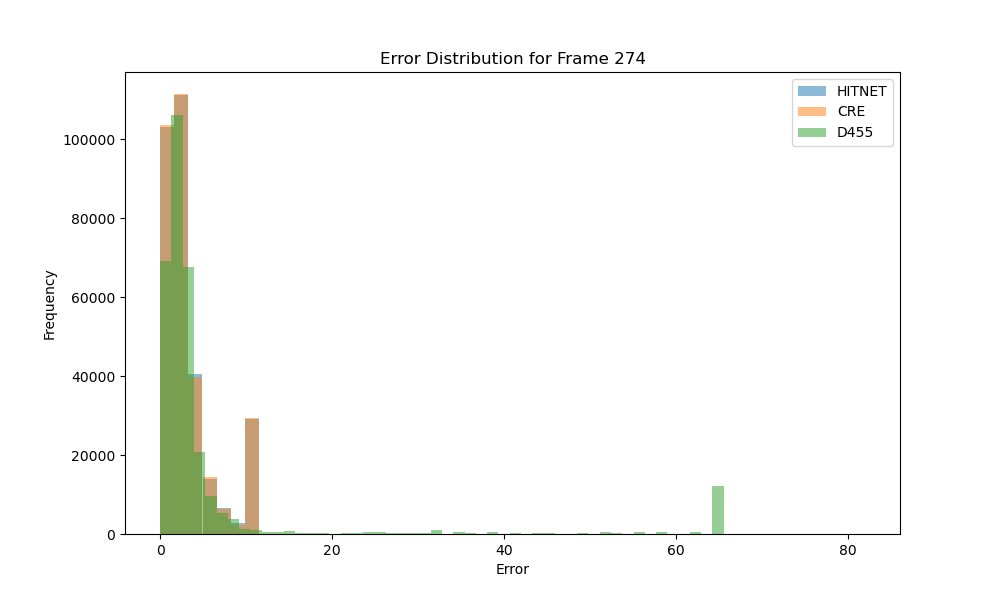 Error Distribution for Frame 274
HITNET
CRE
D455
100000
80000
60000
40000
20000
0
Frequency
0 20 40 60 80
Error